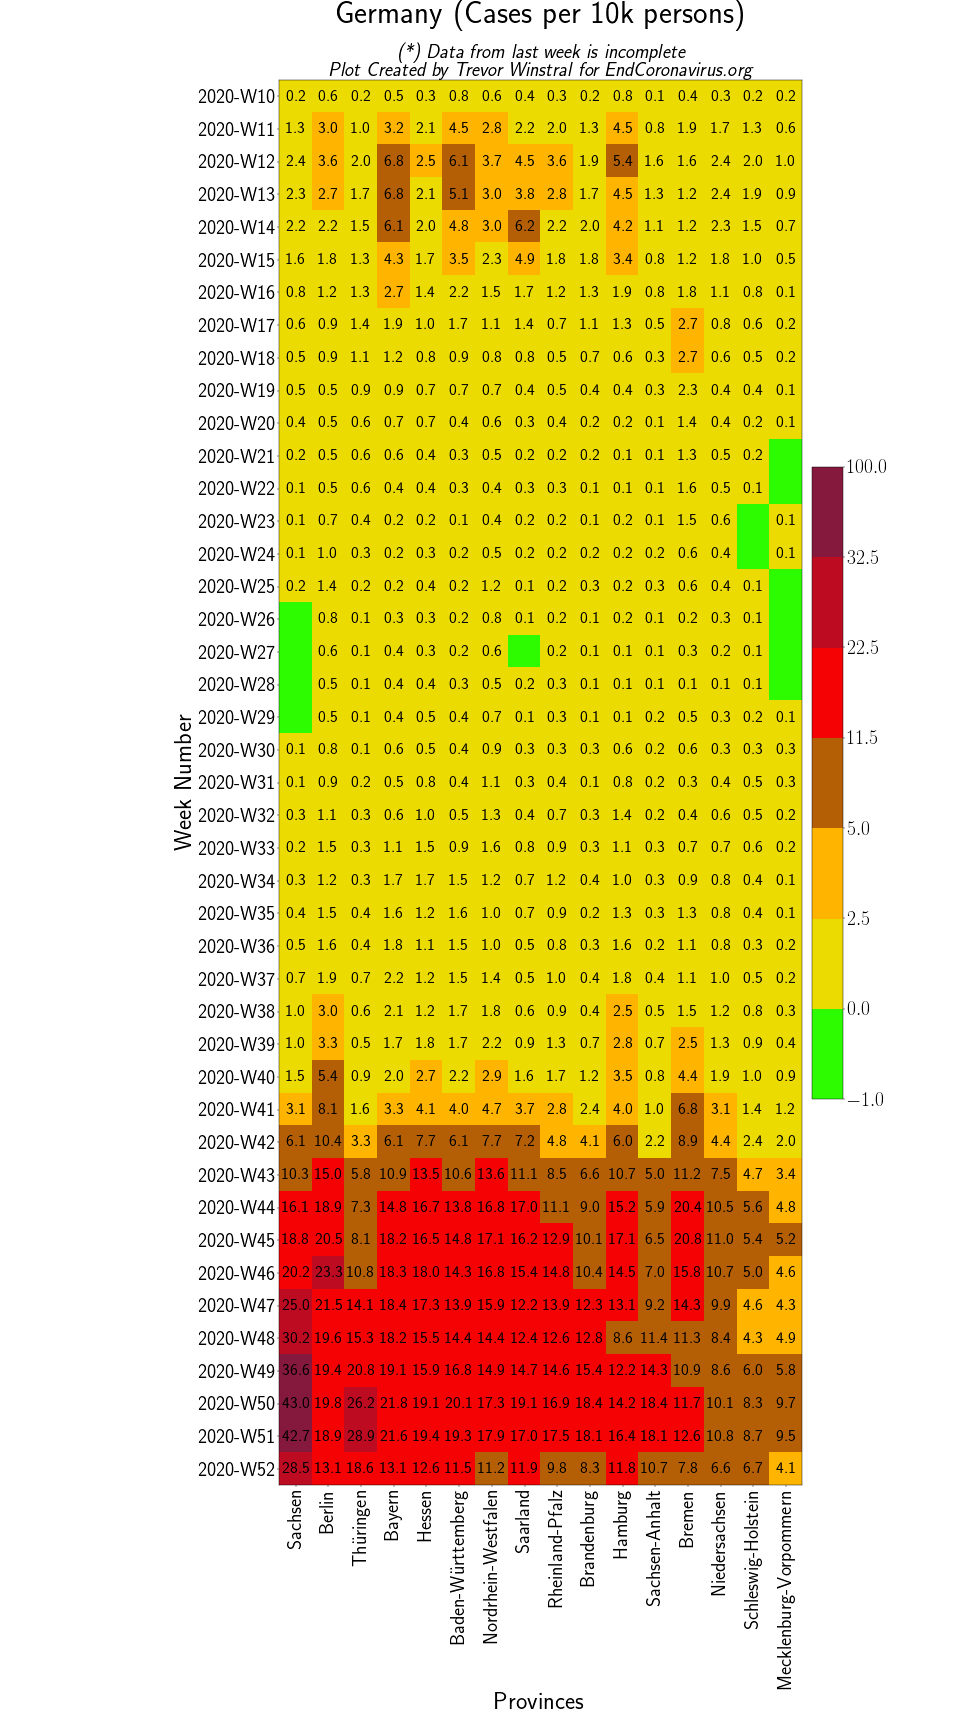 Germany (Cases per 10k persons)
(*) Data from last week is incomplete
Plot Created by Trevor Winstral for EndCoronavirus.org
2020-W10 0.2 0.6 0.2 0.5 0.3 0.8 0.6 0.4 0.3 0.2 0.8 0.1 0.4 0.3 0.2 0.2
2020-W11 1.3 3.0 1.0 3.2 2.1 4.5 2.8 2.2 2.0 1.3 4.5 0.8 1.9 1.7 1.3 0.6
2020-W12 2.4 3.6 2.0 6.8 2.5 6.1 3.7 4.5 3.6 1.9 5.4 1.6 1.6 2.4 2.0 1.0
2020-W13 2.3 2.7 1.7 6.8 2.1 5.1 3.0 3.8 2.8 1.7 4.5 1.3 1.2 2.4 1.9 0.9
2020-W14 2.2 2.2 1.5 6.1 2.0 4.8 3.0 6.2 2.2 2.0 4.2 1.1 1.2 2.3 1.5 0.7
2020-W15 1.6 1.8 1.3 4.3 1.7 3.5 2.3 4.9 1.8 1.8 3.4 0.8 1.2 1.8 1.0 0.5
2020-W16 0.8 1.2 1.3 2.7 1.4 2.2 1.5 1.7 1.2 1.3 1.9 0.8 1.8 1.1 0.8 0.1
2020-W17 0.6 0.9 1.4 1.9 1.0 1.7 1.1 1.4 0.7 1.1 1.3 0.5 2.7 0.8 0.6 0.2
2020-W18 0.5 0.9 1.1 1.2 0.8 0.9 0.8 0.8 0.5 0.7 0.6 0.3 2.7 0.6 0.5 0.2
2020-W19 0.5 0.5 0.9 0.9 0.7 0.7 0.7 0.4 0.5 0.4 0.4 0.3 2.3 0.4 0.4 0.1
2020-W20 0.4 0.5 0.6 0.7 0.7 0.4 0.6 0.3 0.4 0.2 0.2 0.1 1.4 0.4 0.2 0.1
2020-W21 0.2 0.5 0.6 0.6 0.4 0.3 0.5 0.2 0.2 0.2 0.1 0.1 1.3 0.5 0.2
2020-W22 0.1 0.5 0.6 0.4 0.4 0.3 0.4 0.3 0.3 0.1 0.1 0.1 1.6 0.5 0.1
2020-W23 0.1 0.7 0.4 0.2 0.2 0.1 0.4 0.2 0.2 0.1 0.2 0.1 1.5 0.6 0.1
2020-W24 0.1 1.0 0.3 0.2 0.3 0.2 0.5 0.2 0.2 0.2 0.2 0.2 0.6 0.4 0.1
2020-W25 0.2 1.4 0.2 0.2 0.4 0.2 1.2 0.1 0.2 0.3 0.2 0.3 0.6 0.4 0.1
2020-W26 0.8 0.1 0.3 0.3 0.2 0.8 0.1 0.2 0.1 0.2 0.1 0.2 0.3 0.1
2020-W27 0.6 0.1 0.4 0.3 0.2 0.6 0.2 0.1 0.1 0.1 0.3 0.2 0.1
2020-W28 0.5 0.1 0.4 0.4 0.3 0.5 0.2 0.3 0.1 0.1 0.1 0.1 0.1 0.1
2020-W29 0.5 0.1 0.4 0.5 0.4 0.7 0.1 0.3 0.1 0.1 0.2 0.5 0.3 0.2 0.1
2020-W30 0.1 0.8 0.1 0.6 0.5 0.4 0.9 0.3 0.3 0.3 0.6 0.2 0.6 0.3 0.3 0.3
2020-W31 0.1 0.9 0.2 0.5 0.8 0.4 1.1 0.3 0.4 0.1 0.8 0.2 0.3 0.4 0.5 0.3
2020-W32 0.3 1.1 0.3 0.6 1.0 0.5 1.3 0.4 0.7 0.3 1.4 0.2 0.4 0.6 0.5 0.2
2020-W33 0.2 1.5 0.3 1.1 1.5 0.9 1.6 0.8 0.9 0.3 1.1 0.3 0.7 0.7 0.6 0.2
2020-W34 0.3 1.2 0.3 1.7 1.7 1.5 1.2 0.7 1.2 0.4 1.0 0.3 0.9 0.8 0.4 0.1
2020-W35 0.4 1.5 0.4 1.6 1.2 1.6 1.0 0.7 0.9 0.2 1.3 0.3 1.3 0.8 0.4 0.1
2020-W36 0.5 1.6 0.4 1.8 1.1 1.5 1.0 0.5 0.8 0.3 1.6 0.2 1.1 0.8 0.3 0.2
2020-W37 0.7 1.9 0.7 2.2 1.2 1.5 1.4 0.5 1.0 0.4 1.8 0.4 1.1 1.0 0.5 0.2
2020-W38 1.0 3.0 0.6 2.1 1.2 1.7 1.8 0.6 0.9 0.4 2.5 0.5 1.5 1.2 0.8 0.3
2020-W39 1.0 3.3 0.5 1.7 1.8 1.7 2.2 0.9 1.3 0.7 2.8 0.7 2.5 1.3 0.9 0.4
2020-W40 1.5 5.4 0.9 2.0 2.7 2.2 2.9 1.6 1.7 1.2 3.5 0.8 4.4 1.9 1.0 0.9
2020-W41 3.1 8.1 1.6 3.3 4.1 4.0 4.7 3.7 2.8 2.4 4.0 1.0 6.8 3.1 1.4 1.2
2020-W42 6.1 10.4 3.3 6.1 7.7 6.1 7.7 7.2 4.8 4.1 6.0 2.2 8.9 4.4 2.4 2.0
2020-W43 10.3 15.0 5.8 10.9 13.5 10.6 13.6 11.1 8.5 6.6 10.7 5.0 11.2 7.5 4.7 3.4
2020-W44 16.1 18.9 7.3 14.8 16.7 13.8 16.8 17.0 11.1 9.0 15.2 5.9 20.4 10.5 5.6 4.8
2020-W45 18.8 20.5 8.1 18.2 16.5 14.8 17.1 16.2 12.9 10.1 17.1 6.5 20.8 11.0 5.4 5.2
2020-W46 20.2 23.3 10.8 18.3 18.0 14.3 16.8 15.4 14.8 10.4 14.5 7.0 15.8 10.7 5.0 4.6
2020-W47 25.0 21.5 14.1 18.4 17.3 13.9 15.9 12.2 13.9 12.3 13.1 9.2 14.3 9.9 4.6 4.3
2020-W48 30.2 19.6 15.3 18.2 15.5 14.4 14.4 12.4 12.6 12.8 8.6 11.4 11.3 8.4 4.3 4.9
2020-W49 36.6 19.4 20.8 19.1 15.9 16.8 14.9 14.7 14.6 15.4 12.2 14.3 10.9 8.6 6.0 5.8
2020-W50 43.0 19.8 26.2 21.8 19.1 20.1 17.3 19.1 16.9 18.4 14.2 18.4 11.7 10.1 8.3 9.7
2020-W51 42.7 18.9 28.9 21.6 19.4 19.3 17.9 17.0 17.5 18.1 16.4 18.1 12.6 10.8 8.7 9.5
2020-W52 28.5 13.1 18.6 13.1 12.6 11.5 11.2 11.9 9.8 8.3 11.8 10.7 7.8 6.6 6.7 4.1
Week Number
Sachsen
Berlin
Thüringen
Bayern
Hessen
Baden-Württemberg
Nordrhein-Westfalen
Saarland
Rheinland-Pfalz
Brandenburg
Hamburg
Sachsen-Anhalt
Bremen
Niedersachsen
Schleswig-Holstein
Mecklenburg-Vorpommern
Provinces
100.0
32.5
22.5
11.5
5.0
2.5
0.0
−1.0